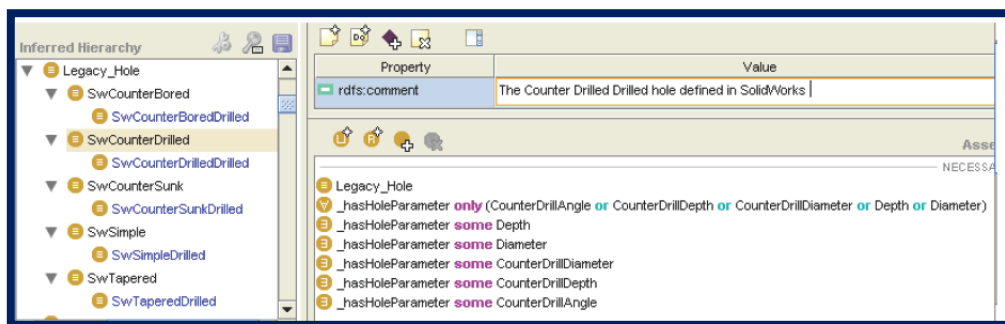 Inferred Hierarchy
Legacy_Hole
SwCounterBored
SwCounterBoredDrilled
SwCounterDrilled
SwCounterDrilledDrilled
SwCounterSunk
SwCounterSunkDrilled
SwSimple
SwSimpleDrilled
SwTapered
SwTaperedDrilled
Property Value
rdfs:comment The Counter Drilled Drilled hole defined in SolidWorks
Asse
NECESSA
Legacy_Hole
_hasHoleParameter only (CounterDrillAngle or CounterDrillDepth or CounterDrillDiameter or Depth or Diameter)
_hasHoleParameter some Depth
_hasHoleParameter some Diameter
_hasHoleParameter some CounterDrillDiameter
_hasHoleParameter some CounterDrillDepth
_hasHoleParameter some CounterDrillAngle